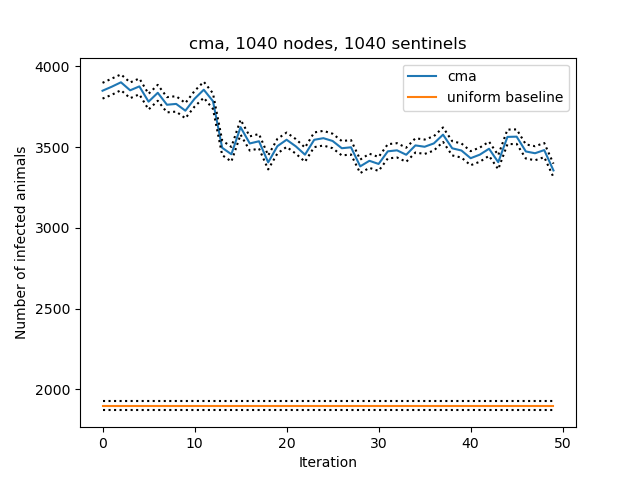 cma, 1040 nodes, 1040 sentinels
4000
3500
3000
2500
2000
Number of infected animals
cma
uniform baseline
0
10
20
30
40
50
Iteration